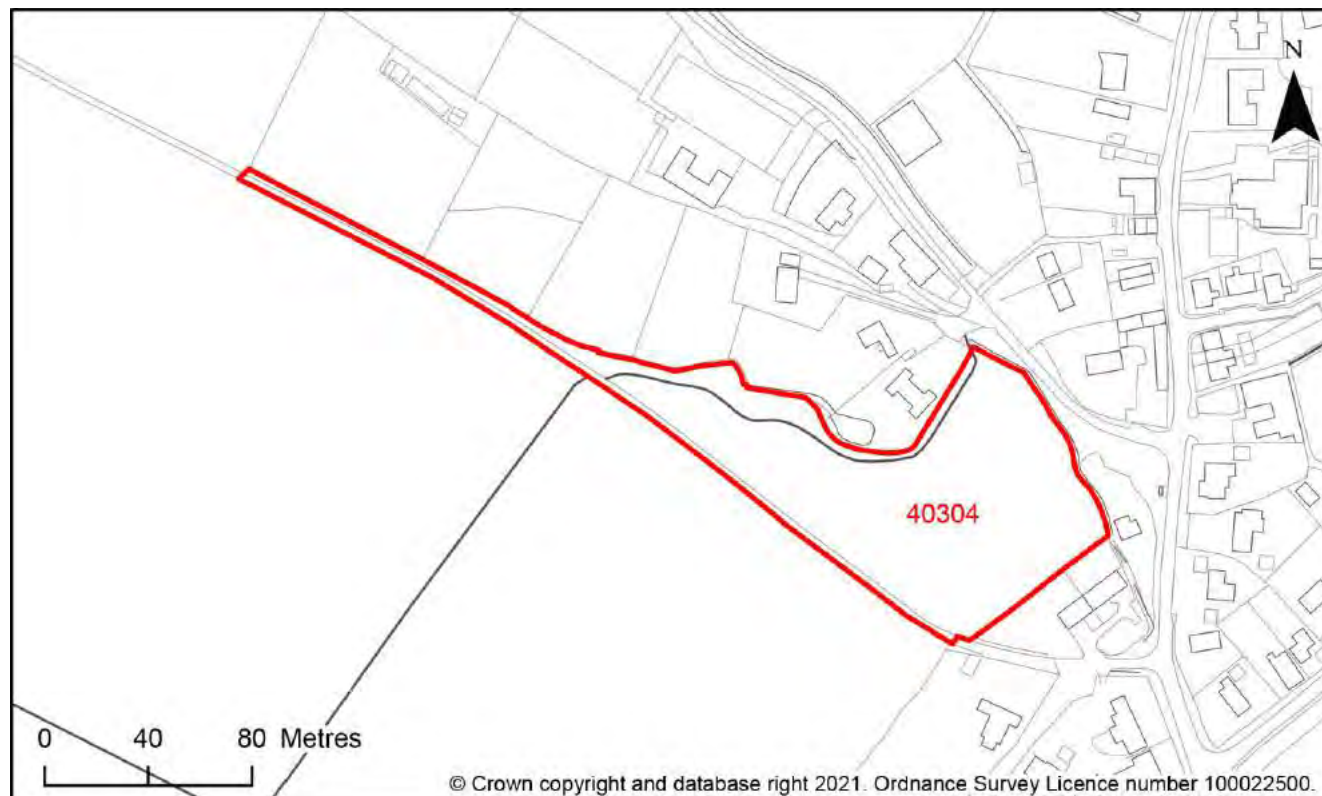 N
40304
0 40 80 Metres
© Crown copyright and database right 2021. Ordnance Survey Licence number 100022500.